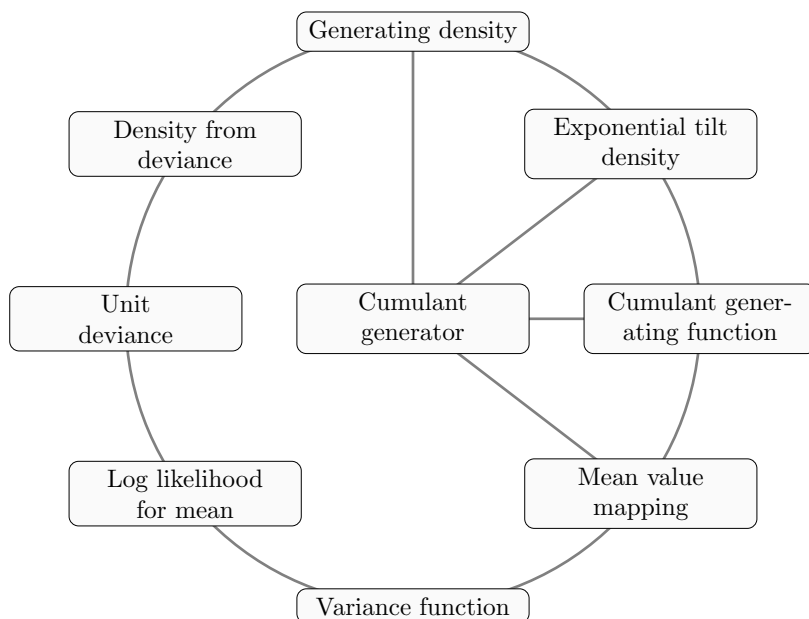 Generating density
Density from
deviance
Exponential tilt
density
Unit
deviance
Cumulant
generator
Cumulant gener-
ating function
Log likelihood
for mean
Mean value
mapping
Variance function